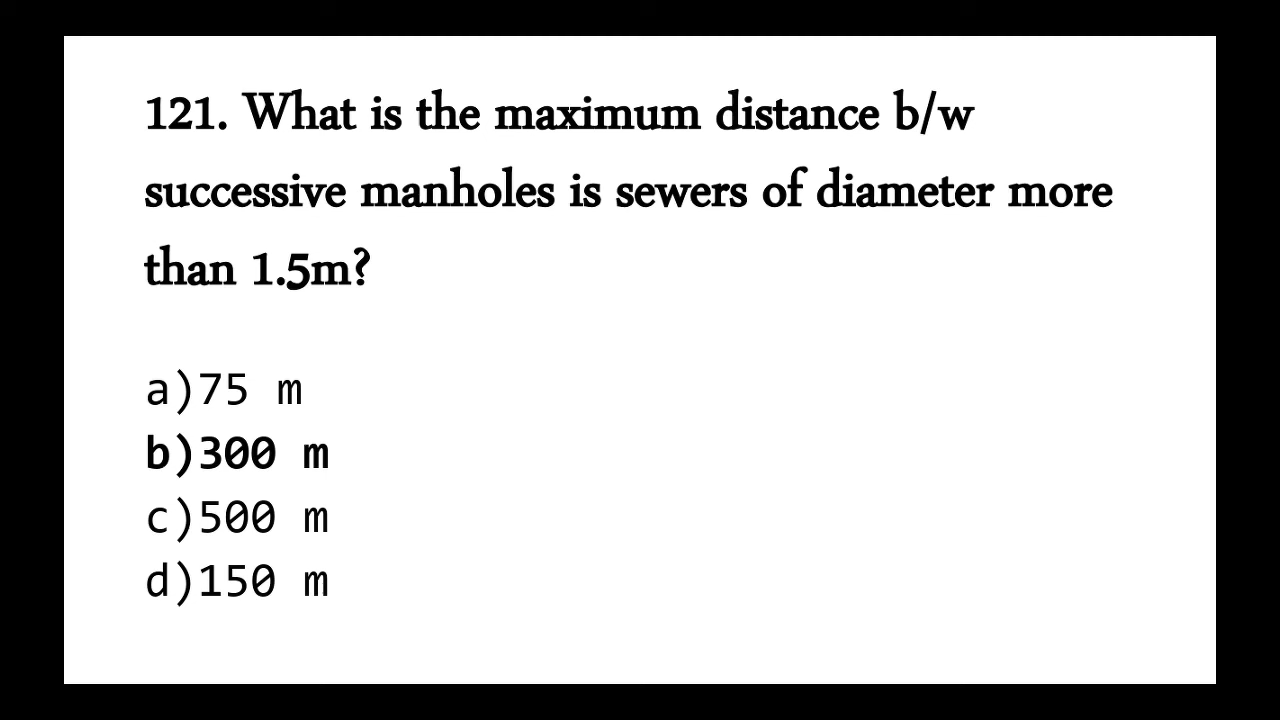 121. What is the maximum distance b/w
successive manholes is sewers of diameter more
than 1.5m?
a)75 m
b)300 m
c)500 m
d)150 m